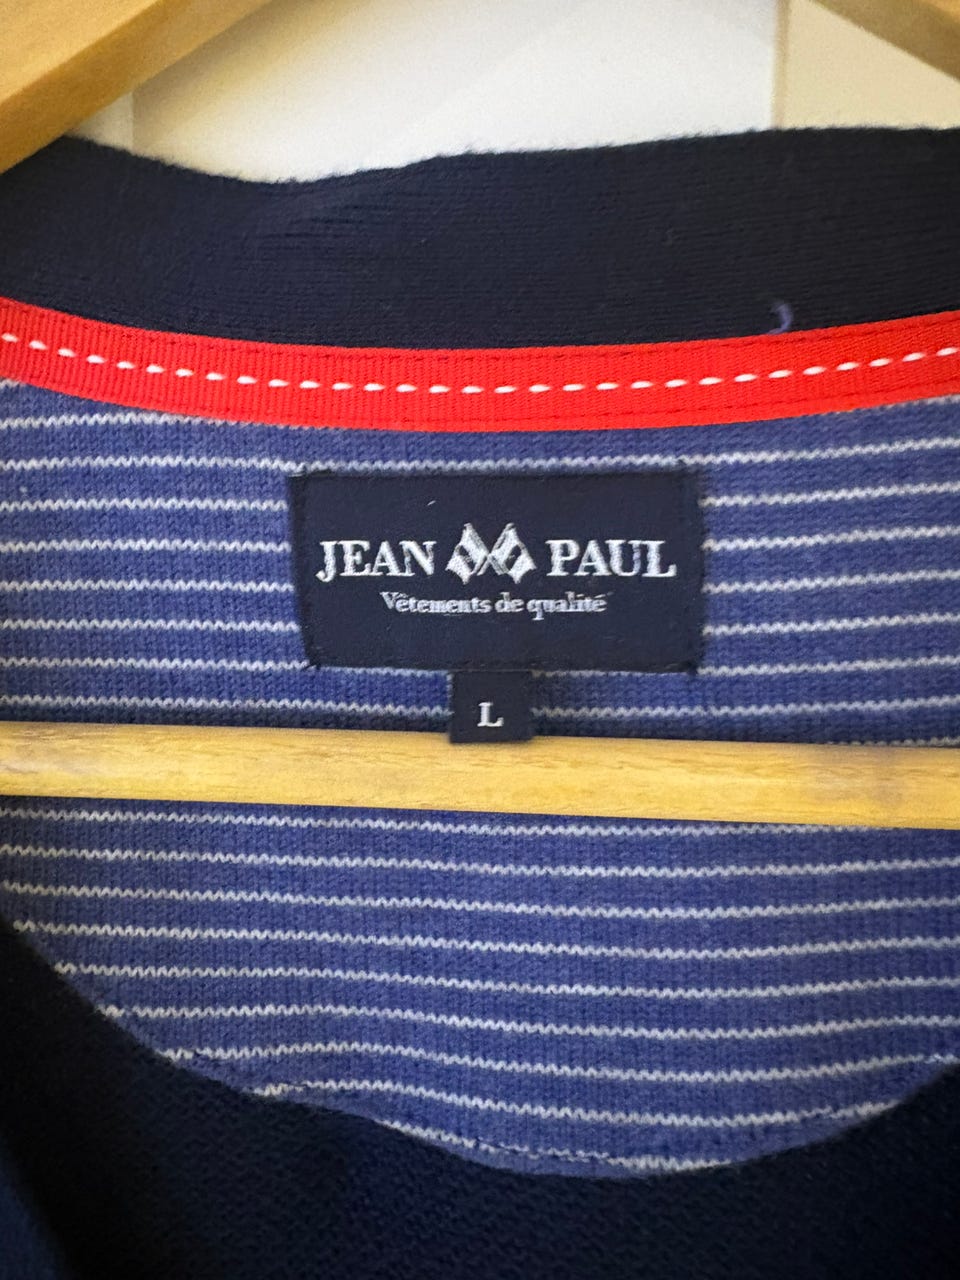 JEAN PAUL
Vêtements de qualité
L